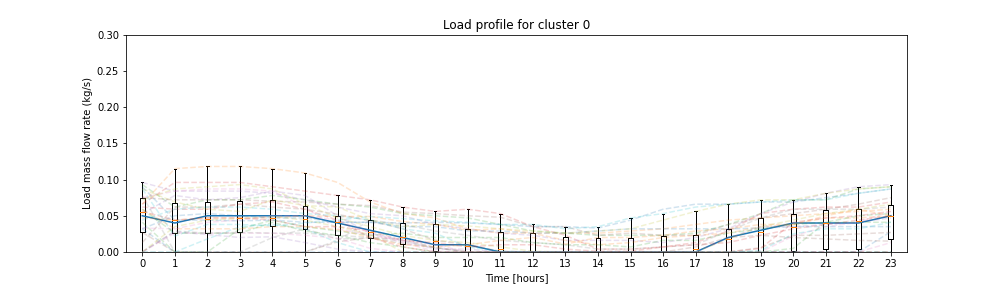 Load profile for cluster 0
0.30
0.25
0.20
0.15
0.10
0.05
0.00
Load mass flow rate (kg/s)
0 1 2 3 4 5 6 7 8 9 10 11 12 13 14 15 16 17 18 19 20 21 22 23
Time [hours]